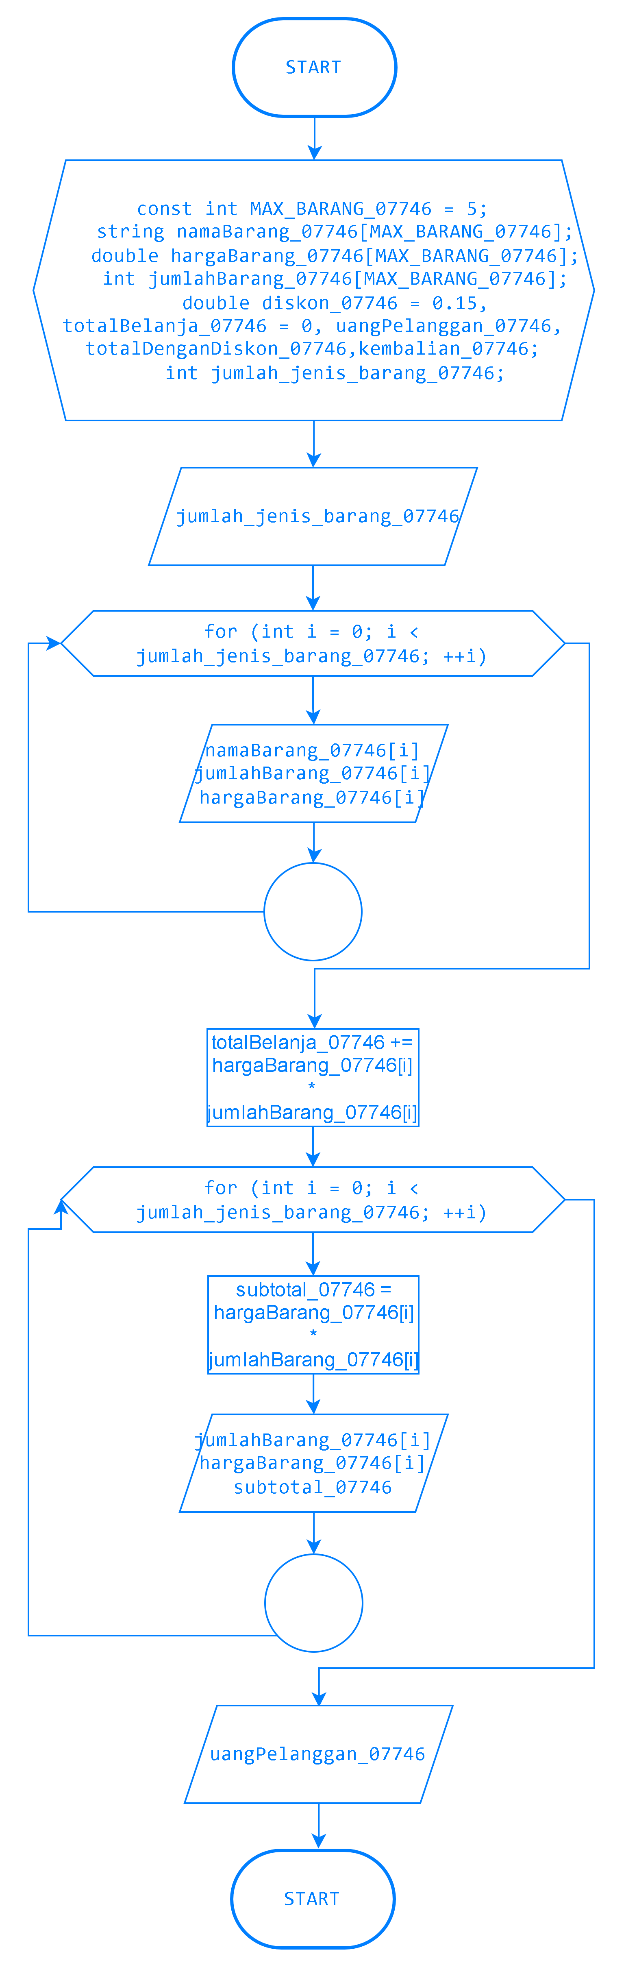 START
const int MAX_BARANG_07746 = 5;
string namaBarang_07746[MAX_BARANG_07746];
double hargaBarang_07746[MAX_BARANG_07746];
int jumlahBarang_07746[MAX_BARANG_07746];
double diskon_07746 = 0.15,
totalBelanja_07746 = 0, uangPelanggan_07746,
totalDenganDiskon_07746,kembalian_07746;
int jumlah_jenis_barang_07746;
jumlah_jenis_barang_07746
for (int i = 0; i <
jumlah_jenis_barang_07746; ++i)
namaBarang_07746[i]
jumlahBarang_07746[i]
hargaBarang_07746[i]
totalBelanja_07746 +=
hargaBarang_07746[i]
*
jumlahBarang_07746[i]
for (int i = 0; i <
jumlah_jenis_barang_07746; ++i)
subtotal_07746 =
hargaBarang_07746[i]
*
jumlahBarang_07746[i]
jumlahBarang_07746[i]
hargaBarang_07746[i]
subtotal_07746
uangPelanggan_07746
START